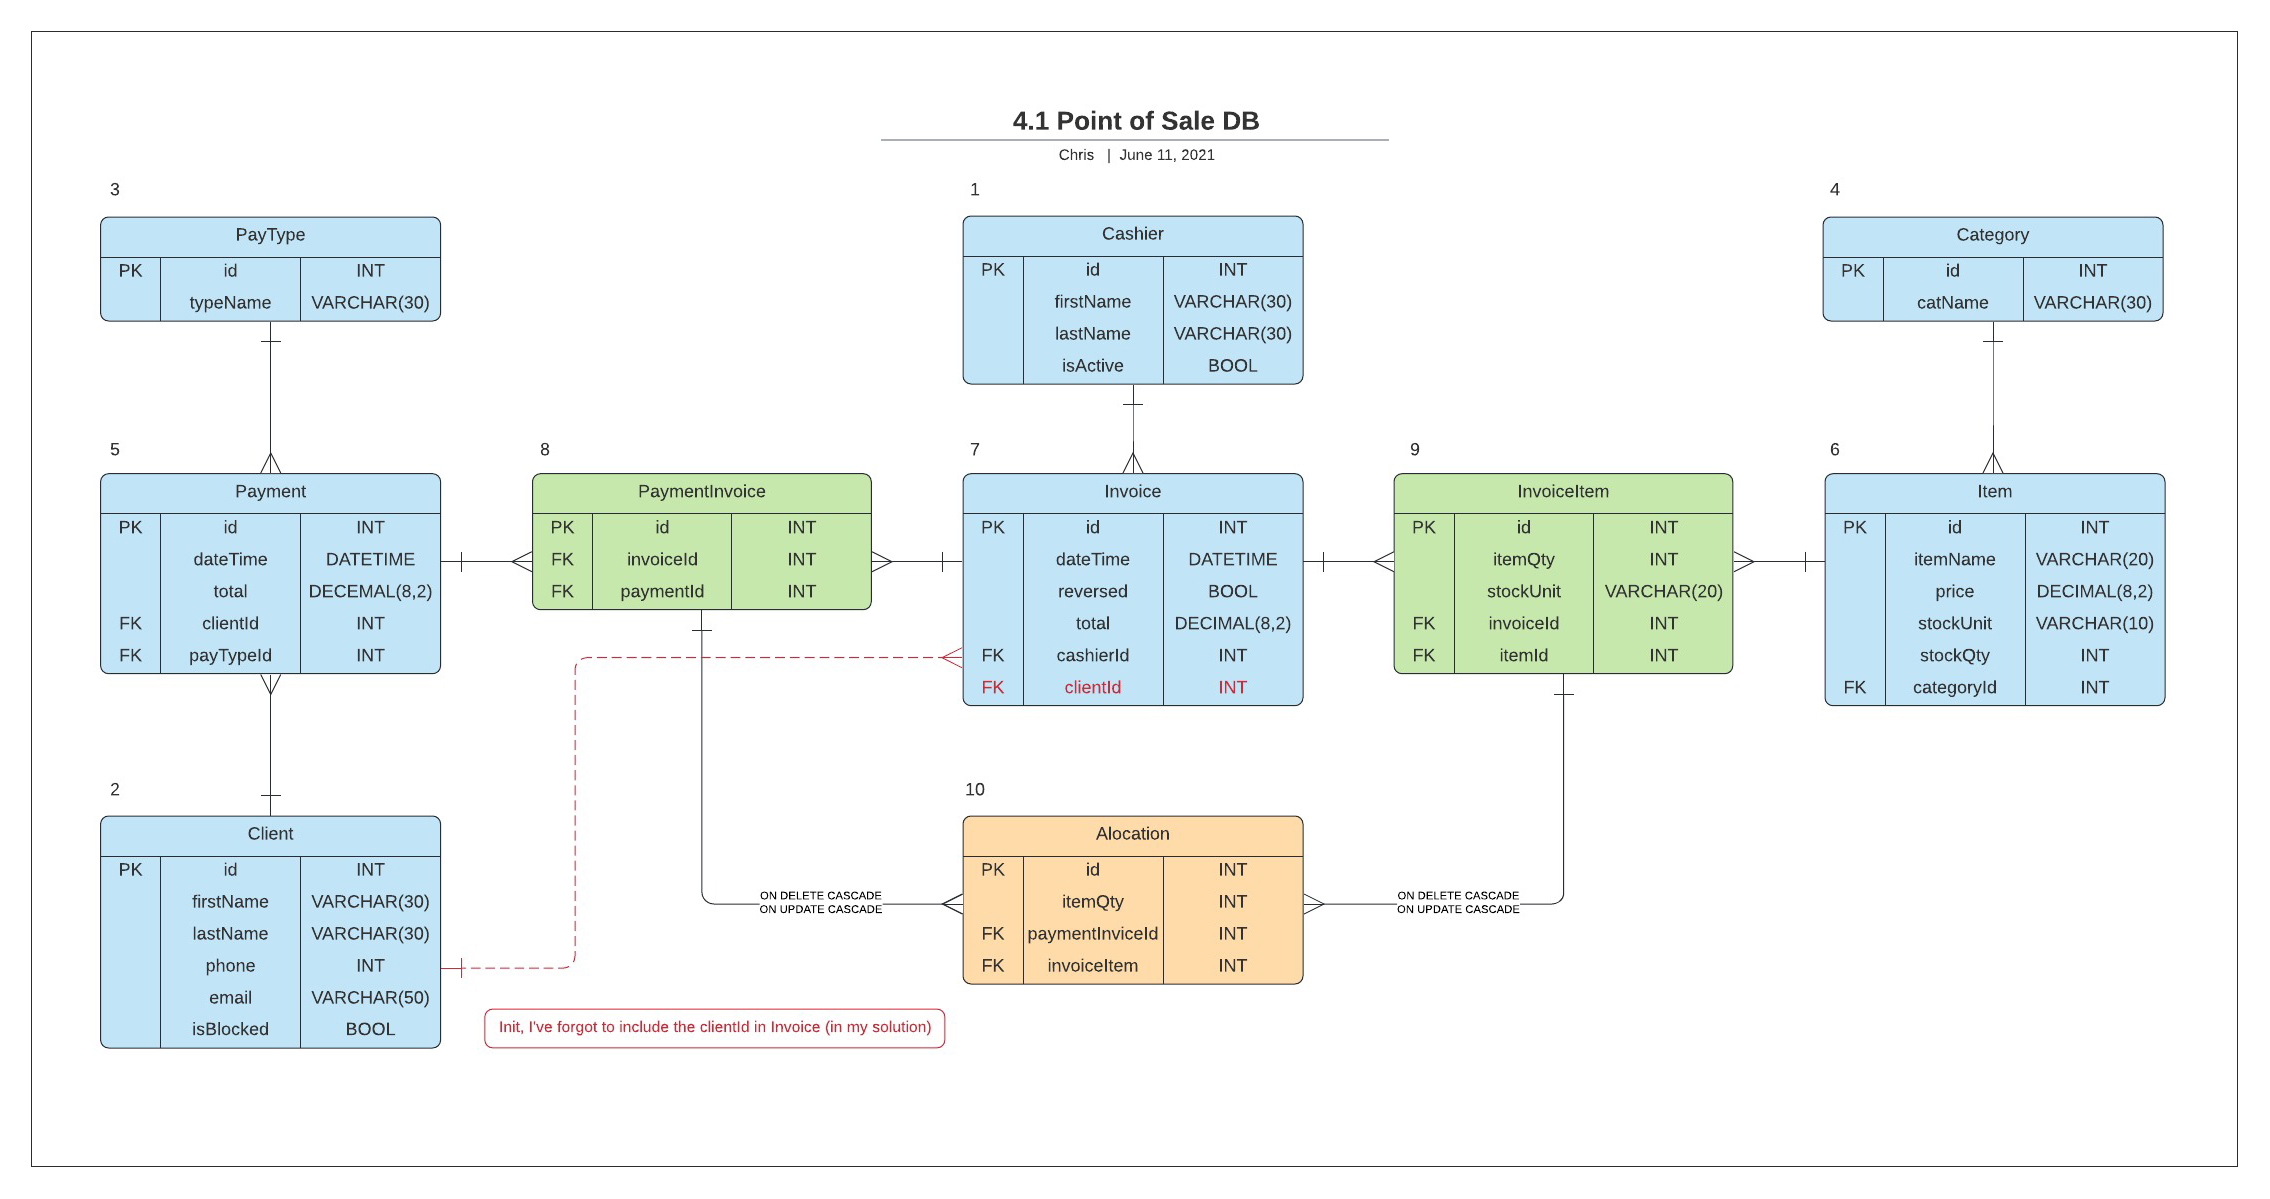 4.1 Point of Sale DB
Chris | June 11, 2021
3
PayType
PK id INT
typeName VARCHAR(30)
1
Cashier
PK id INT
firstName VARCHAR(30)
lastName VARCHAR(30)
isActive BOOL
4
Category
PK id INT
catName VARCHAR(30)
5
Payment
PK id INT
dateTime DATETIME
total DECEMAL(8,2)
FK clientId INT
FK payTypeId INT
8
PaymentInvoice
PK id INT
FK invoiceId INT
FK paymentId INT
7
Invoice
PK id INT
dateTime DATETIME
reversed BOOL
total DECIMAL(8,2)
FK cashierId INT
FK clientId INT
9
InvoiceItem
PK id INT
itemQty INT
stockUnit VARCHAR(20)
FK invoiceId INT
FK itemId INT
6
Item
PK id INT
itemName VARCHAR(20)
price DECIMAL(8,2)
stockUnit VARCHAR(10)
stockQty INT
FK categoryId INT
2
Client
PK id INT
firstName VARCHAR(30)
lastName VARCHAR(30)
phone INT
email VARCHAR(50)
isBlocked BOOL
ON DELETE CASCADE
ON UPDATE CASCADE
10
Alocation
PK id INT
itemQty INT
FK paymentInviceId INT
FK invoiceItem INT
ON DELETE CASCADE
ON UPDATE CASCADE
Init, I've forgot to include the clientId in Invoice (in my solution)